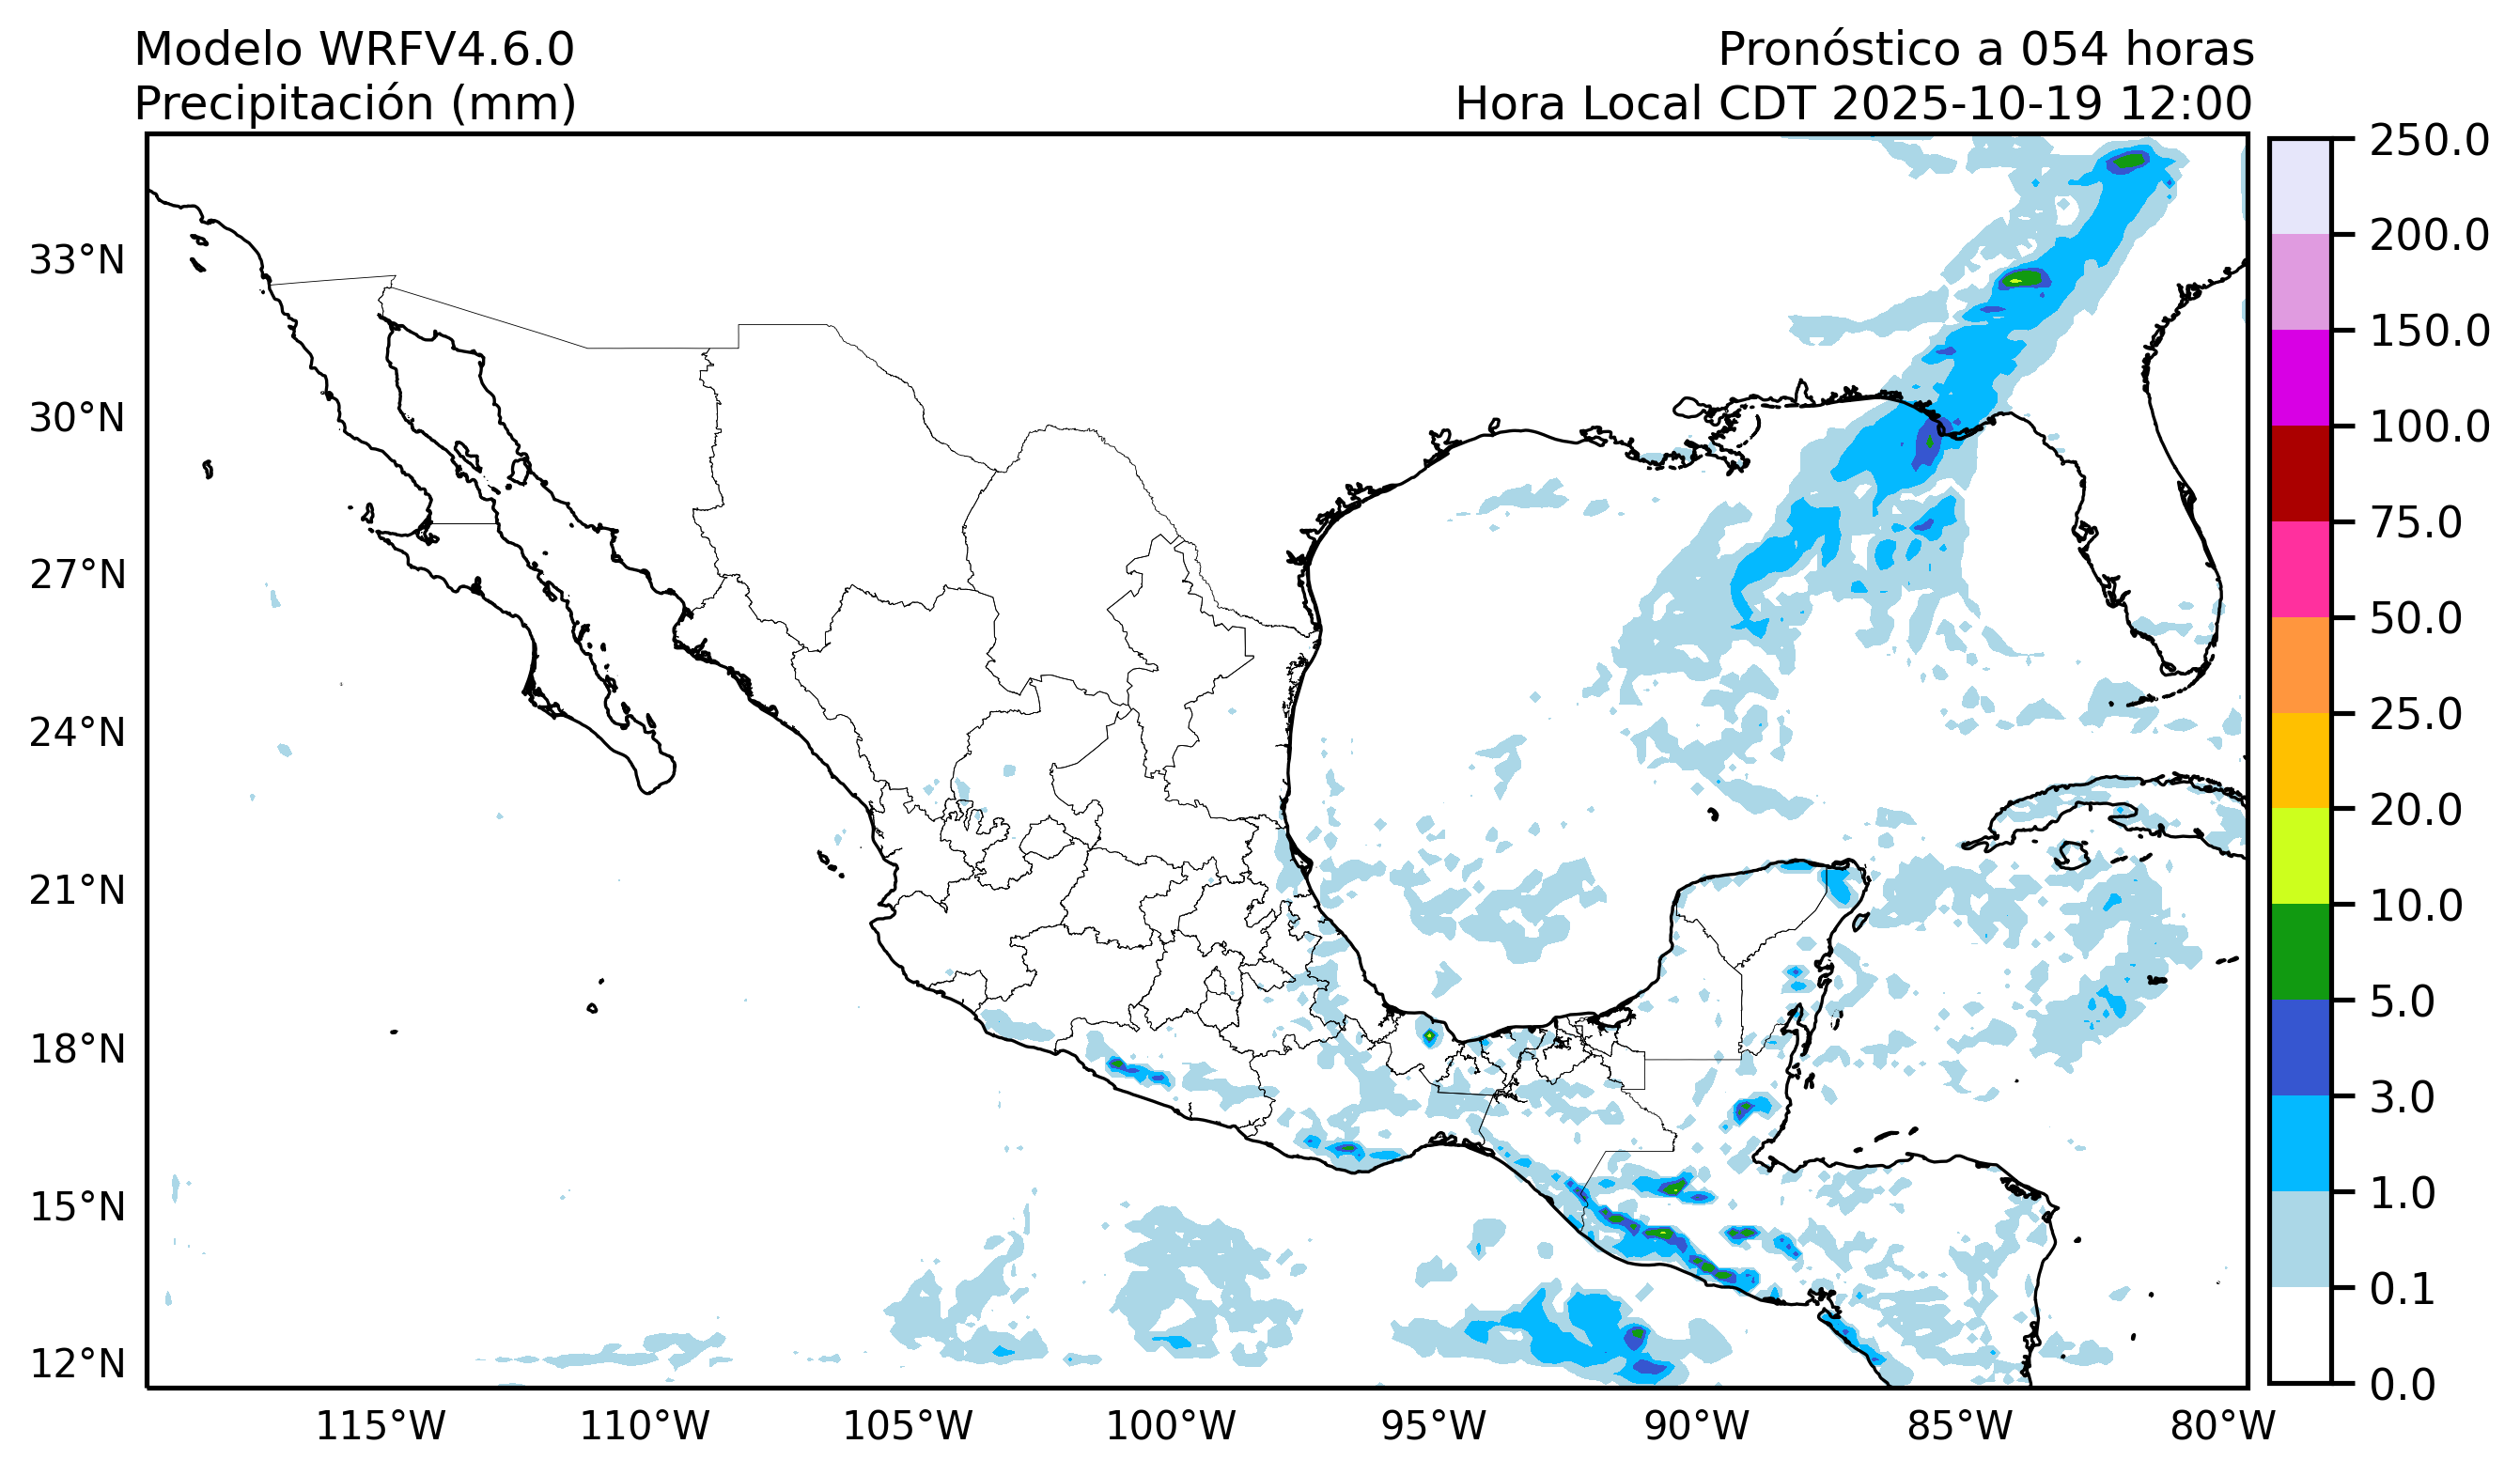 Modelo WRFV4.6.0
Precipitación (mm)
Pronóstico a 054 horas
Hora Local CDT 2025-10-19 12:00
33°N
30°N
27°N
24°N
21°N
18°N
15°N
12°N
115°W
110°W
105°W
100°W
95°W
90°W
85°W
80°W
250.0
200.0
150.0
100.0
75.0
50.0
25.0
20.0
10.0
5.0
3.0
1.0
0.1
0.0